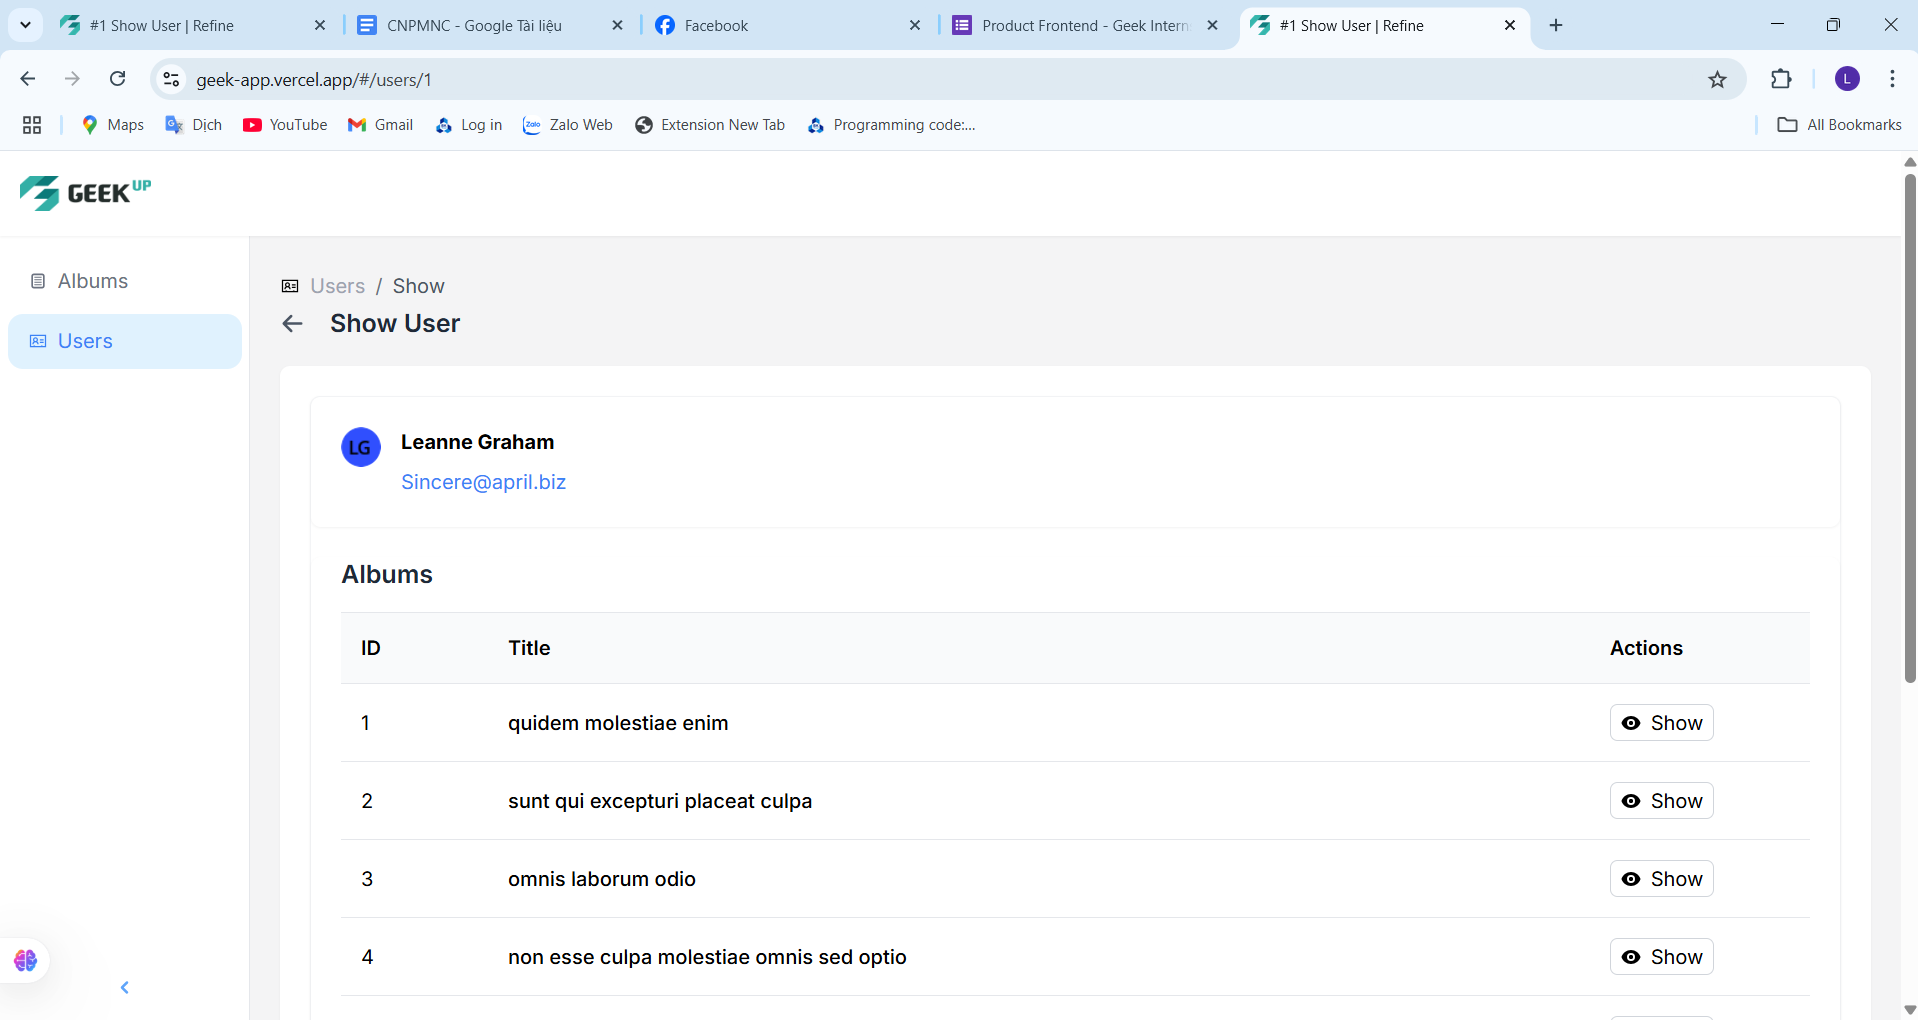 #1 Show User | Refine
CNPMNC - Google Tài liệu
Facebook
Product Frontend - Geek Intern
#1 Show User | Refine
geek-app.vercel.app/#/users/1
L
Maps
Dịch
YouTube
Gmail
Log in
Zalo Web
Extension New Tab
Programming code:...
All Bookmarks
GEEK UP
Albums
Users
Users / Show
Show User
LG
Leanne Graham
Sincere@april.biz
Albums
ID Title Actions
1 quidem molestiae enim Show
2 sunt qui excepturi placeat culpa Show
3 omnis laborum odio Show
4 non esse culpa molestiae omnis sed optio Show